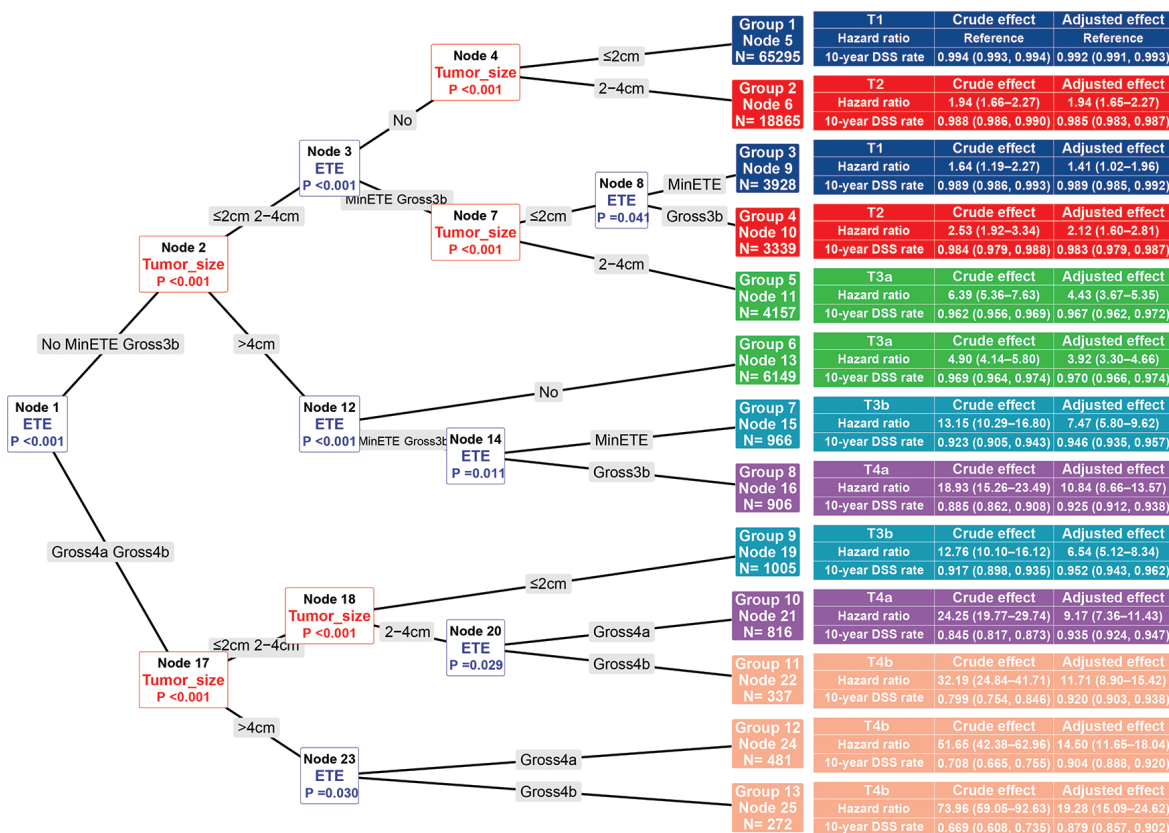 Node 1
ETE
P <0.001
No MinETE Gross3b
Gross4a Gross4b
Node 2
Tumor_size
P <0.001
≤2cm 2−4cm
>4cm
Node 3
ETE
P <0.001
No
MinETE Gross3b
Node 4
Tumor_size
P <0.001
≤2cm
2−4cm
Node 7
Tumor_size
P <0.001
≤2cm
2−4cm
Node 8
ETE
P =0.041
MinETE
Gross3b
Node 12
ETE
P <0.001
No
MinETE Gross3b
Node 14
ETE
P =0.011
MinETE
Gross3b
Node 17
Tumor_size
P <0.001
≤2cm 2−4cm
>4cm
Node 18
Tumor_size
P <0.001
≤2cm
2−4cm
Node 20
ETE
P =0.029
Gross4a
Gross4b
Node 23
ETE
P =0.030
Gross4a
Gross4b
Group 1
Node 5
N= 65295
T1 Crude effect Adjusted effect
Hazard ratio Reference Reference
10-year DSS rate 0.994 (0.993, 0.994) 0.992 (0.991, 0.993)
Group 2
Node 6
N= 18865
T2 Crude effect Adjusted effect
Hazard ratio 1.94 (1.66–2.27) 1.94 (1.65–2.27)
10-year DSS rate 0.988 (0.986, 0.990) 0.985 (0.983, 0.987)
Group 3
Node 9
N= 3928
T1 Crude effect Adjusted effect
Hazard ratio 1.64 (1.19–2.27) 1.41 (1.02–1.96)
10-year DSS rate 0.989 (0.986, 0.993) 0.989 (0.985, 0.992)
Group 4
Node 10
N= 3339
T2 Crude effect Adjusted effect
Hazard ratio 2.53 (1.92–3.34) 2.12 (1.60–2.81)
10-year DSS rate 0.984 (0.979, 0.988) 0.983 (0.979, 0.987)
Group 5
Node 11
N= 4157
T3a Crude effect Adjusted effect
Hazard ratio 6.39 (5.36–7.63) 4.43 (3.67–5.35)
10-year DSS rate 0.962 (0.956, 0.969) 0.967 (0.962, 0.972)
Group 6
Node 13
N= 6149
T3a Crude effect Adjusted effect
Hazard ratio 4.90 (4.14–5.80) 3.92 (3.30–4.66)
10-year DSS rate 0.969 (0.964, 0.974) 0.970 (0.966, 0.974)
Group 7
Node 15
N= 966
T3b Crude effect Adjusted effect
Hazard ratio 13.15 (10.29–16.80) 7.47 (5.80–9.62)
10-year DSS rate 0.923 (0.905, 0.943) 0.946 (0.935, 0.957)
Group 8
Node 16
N= 906
T4a Crude effect Adjusted effect
Hazard ratio 18.93 (15.26–23.49) 10.84 (8.66–13.57)
10-year DSS rate 0.885 (0.862, 0.908) 0.925 (0.912, 0.938)
Group 9
Node 19
N= 1005
T3b Crude effect Adjusted effect
Hazard ratio 12.76 (10.10–16.12) 6.54 (5.12–8.34)
10-year DSS rate 0.917 (0.898, 0.935) 0.952 (0.943, 0.962)
Group 10
Node 21
N= 816
T4a Crude effect Adjusted effect
Hazard ratio 24.25 (19.77–29.74) 9.17 (7.36–11.43)
10-year DSS rate 0.845 (0.817, 0.873) 0.935 (0.924, 0.947)
Group 11
Node 22
N= 337
T4b Crude effect Adjusted effect
Hazard ratio 32.19 (24.84–41.71) 11.71 (8.90–15.42)
10-year DSS rate 0.799 (0.754, 0.846) 0.920 (0.903, 0.938)
Group 12
Node 24
N= 481
T4b Crude effect Adjusted effect
Hazard ratio 51.65 (42.38–62.96) 14.50 (11.65–18.04)
10-year DSS rate 0.708 (0.665, 0.755) 0.904 (0.888, 0.920)
Group 13
Node 25
N= 272
T4b Crude effect Adjusted effect
Hazard ratio 73.96 (59.05–92.63) 19.28 (15.09–24.62)
10-year DSS rate 0.669 (0.608, 0.735) 0.879 (0.857, 0.902)